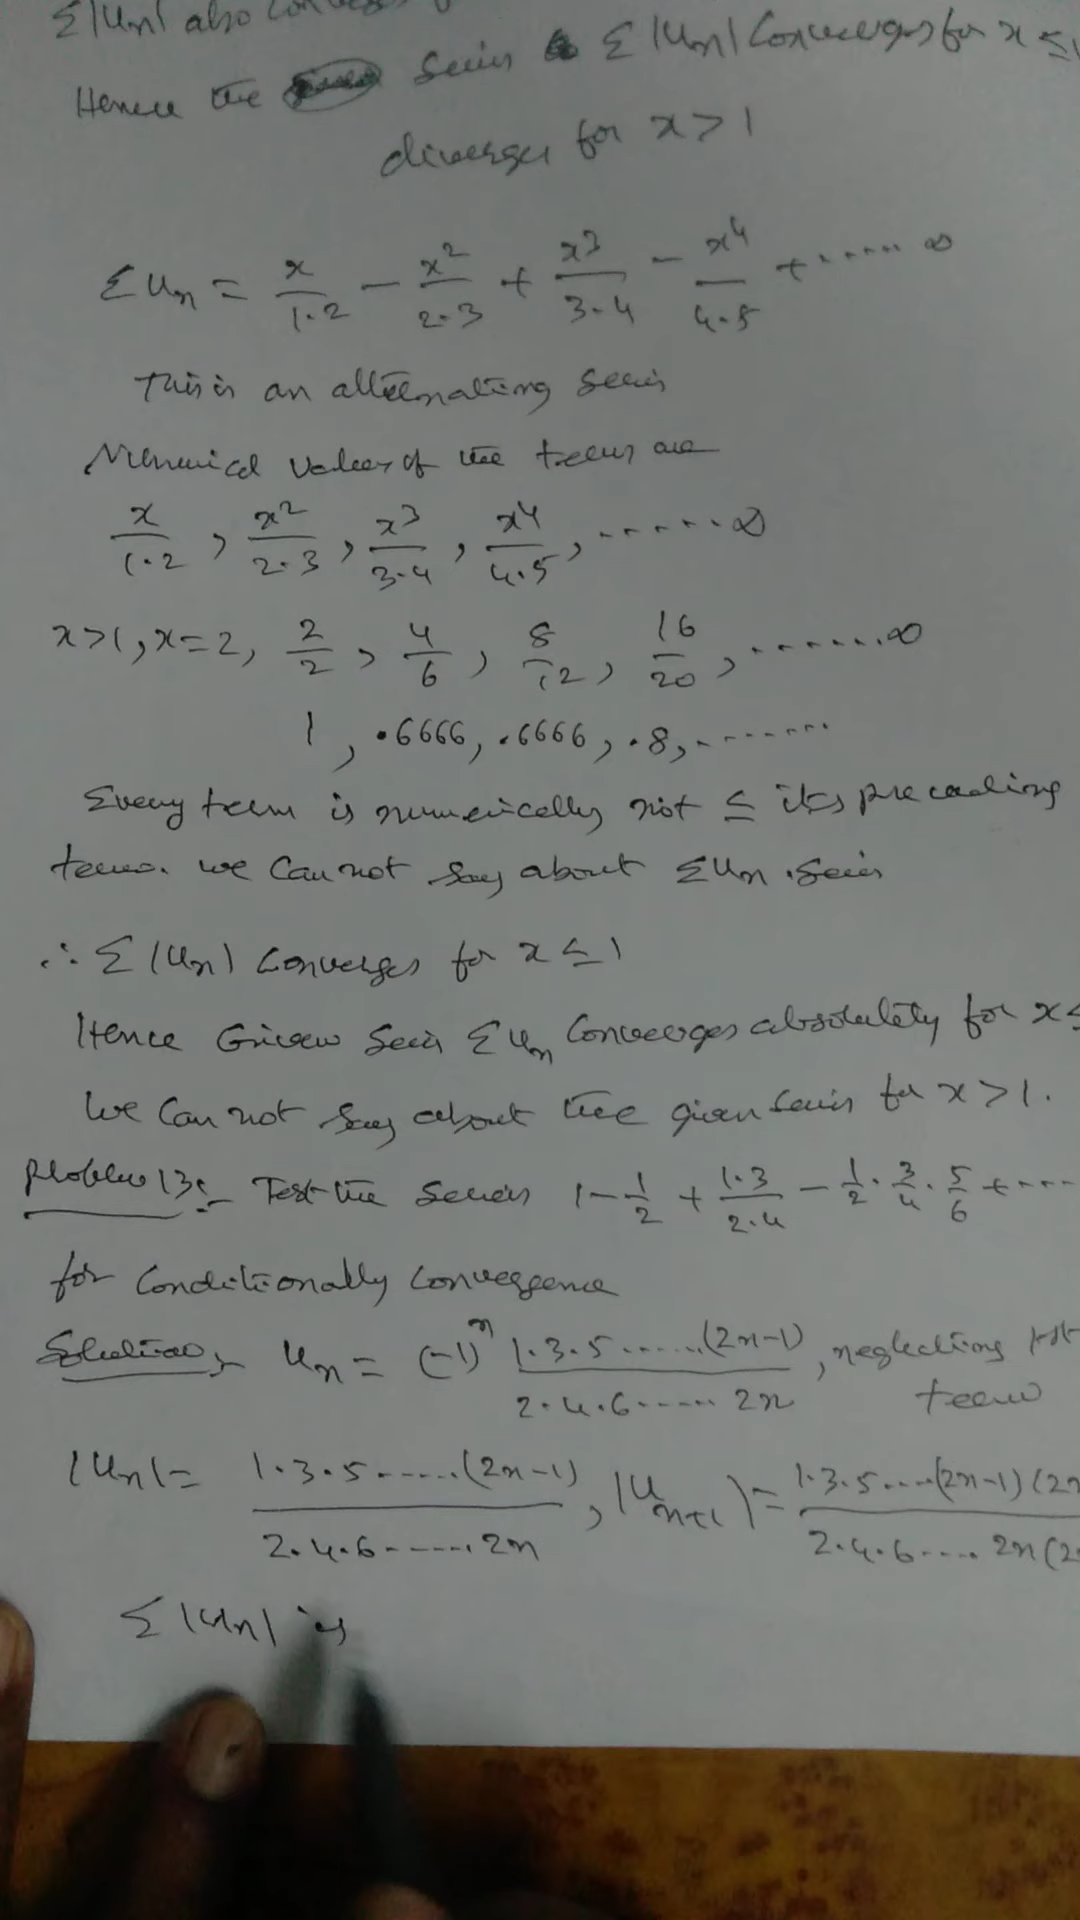 Σ|Un| also Converges f
Hence the Series Σ|Un| Converges for x ≤ 1
diverges for x > 1
ΣUn = x/1·2 − x²/2·3 + x³/3·4 − x⁴/4·5 + ...... ∞
This is an alternating Series
Numerical values of the terms are
x/1·2 , x²/2·3 , x³/3·4 , x⁴/4·5 , ...... ∞
x>1, x=2, 2/2 , 4/6 , 8/12 , 16/20 , ....... ∞
1, .6666, .6666, .8, .......
Every term is numerically not ≤ its preceeding
terms. we Can not Say about ΣUn Series
∴ Σ|Un| Converges for x ≤ 1
Hence Given Series ΣUn Converges absolutely for x ≤
We Can not Say about the given Series for x > 1.
Problem 13:- Test the Series 1 − 1/2 + 1·3/2·4 − 1/2 · 3/4 · 5/6 + ....
for Conditionally Convergence
Solution:- Un = (−1)ⁿ 1·3·5......(2n−1)/2·4·6......2n , neglecting 1st
term
|Un| = 1·3·5......(2n−1)/2·4·6......2n , |Un+1| = 1·3·5....(2n−1)(2n/2·4·6....2n(2
Σ|Un| is